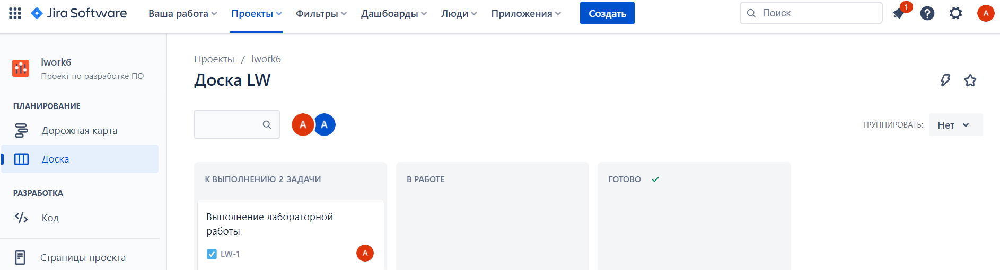 Jira Software Ваша работа Проекты Фильтры Дашборды Люди Приложения Создать Поиск 1 A
lwork6
Проект по разработке ПО
ПЛАНИРОВАНИЕ
Дорожная карта
Доска
РАЗРАБОТКА
Код
Страницы проекта
Проекты / lwork6
Доска LW
A A
ГРУППИРОВАТЬ: Нет
К ВЫПОЛНЕНИЮ 2 ЗАДАЧИ
Выполнение лабораторной
работы
LW-1 A
В РАБОТЕ
ГОТОВО